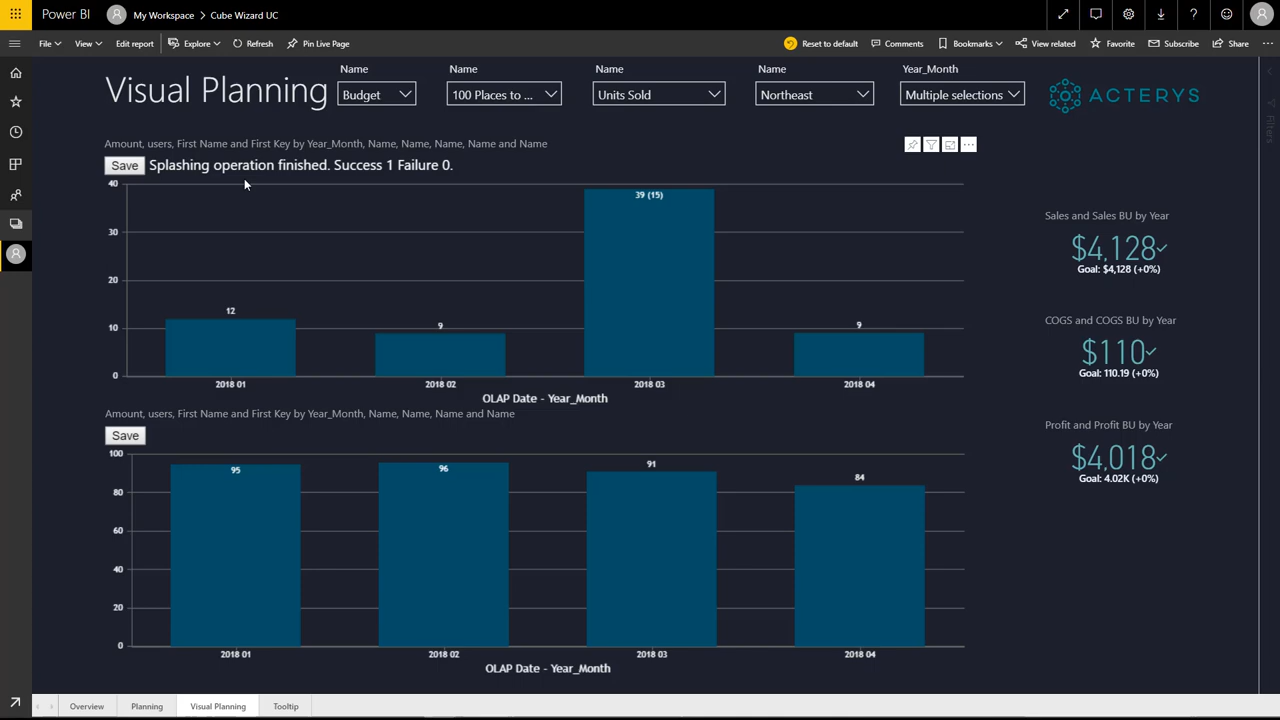 Power BI
My Workspace > Cube Wizard UC
File
View
Edit report
Explore
Refresh
Pin Live Page
Reset to default
Comments
Bookmarks
View related
Favorite
Subscribe
Share
Visual Planning
Name
Budget
Name
100 Places to ...
Name
Units Sold
Name
Northeast
Year_Month
Multiple selections
ACTERYS
Filters
Amount, users, First Name and First Key by Year_Month, Name, Name, Name, Name and Name
Save Splashing operation finished. Success 1 Failure 0.
40
30
20
10
0
12
9
39 (15)
9
2018 01
2018 02
2018 03
2018 04
OLAP Date - Year_Month
Amount, users, First Name and First Key by Year_Month, Name, Name, Name and Name
Save
100
80
60
40
20
0
95
96
91
84
2018 01
2018 02
2018 03
2018 04
OLAP Date - Year_Month
Sales and Sales BU by Year
$4,128
Goal: $4,128 (+0%)
COGS and COGS BU by Year
$110
Goal: 110.19 (+0%)
Profit and Profit BU by Year
$4,018
Goal: 4.02K (+0%)
Overview
Planning
Visual Planning
Tooltip